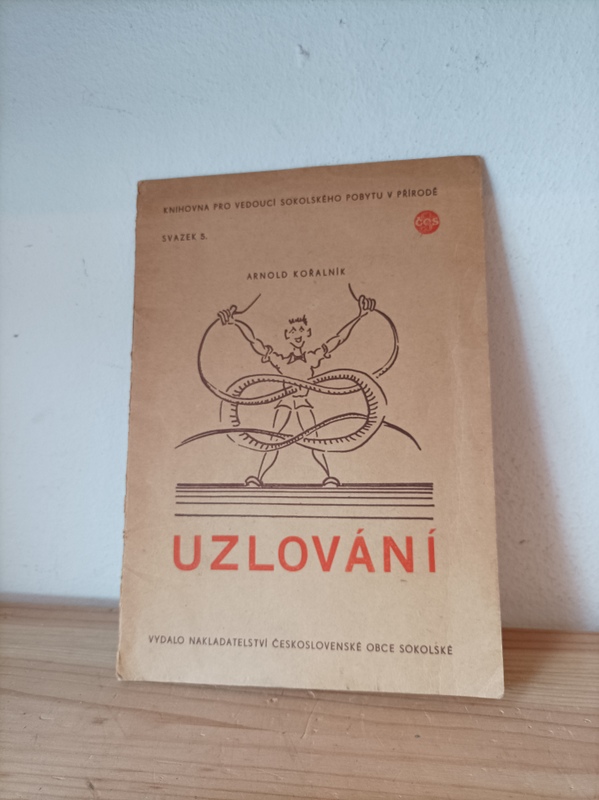 KNIHOVNA PRO VEDOUCÍ SOKOLSKÉHO POBYTU V PŘÍRODĚ
SVAZEK 5.
čos
ARNOLD KOŘALNÍK
UZLOVÁNÍ
VYDALO NAKLADATELSTVÍ ČESKOSLOVENSKÉ OBCE SOKOLSKÉ